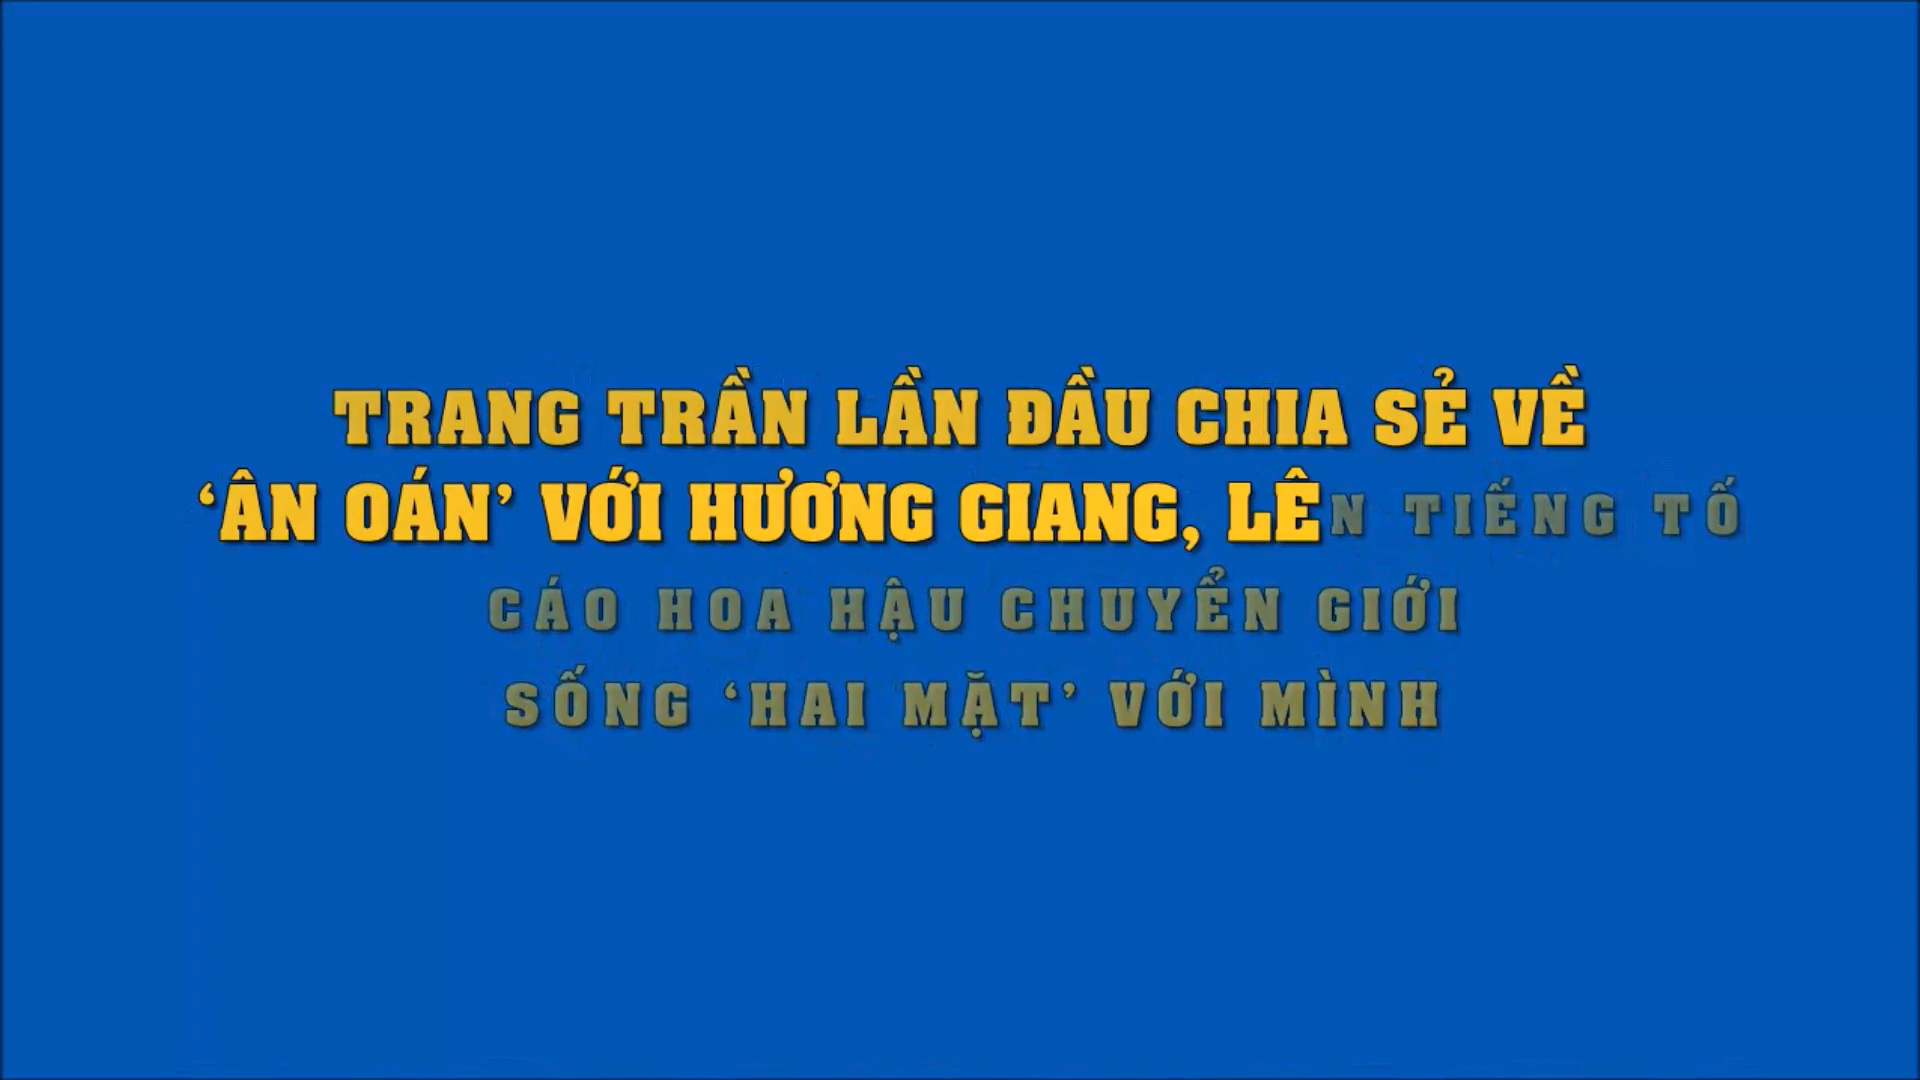 TRANG TRẦN LẦN ĐẦU CHIA SẺ VỀ
‘ÂN OÁN’ VỚI HƯƠNG GIANG, LÊN TIẾNG TỐ
CÁO HOA HẬU CHUYỂN GIỚI
SỐNG ‘HAI MẶT’ VỚI MÌNH